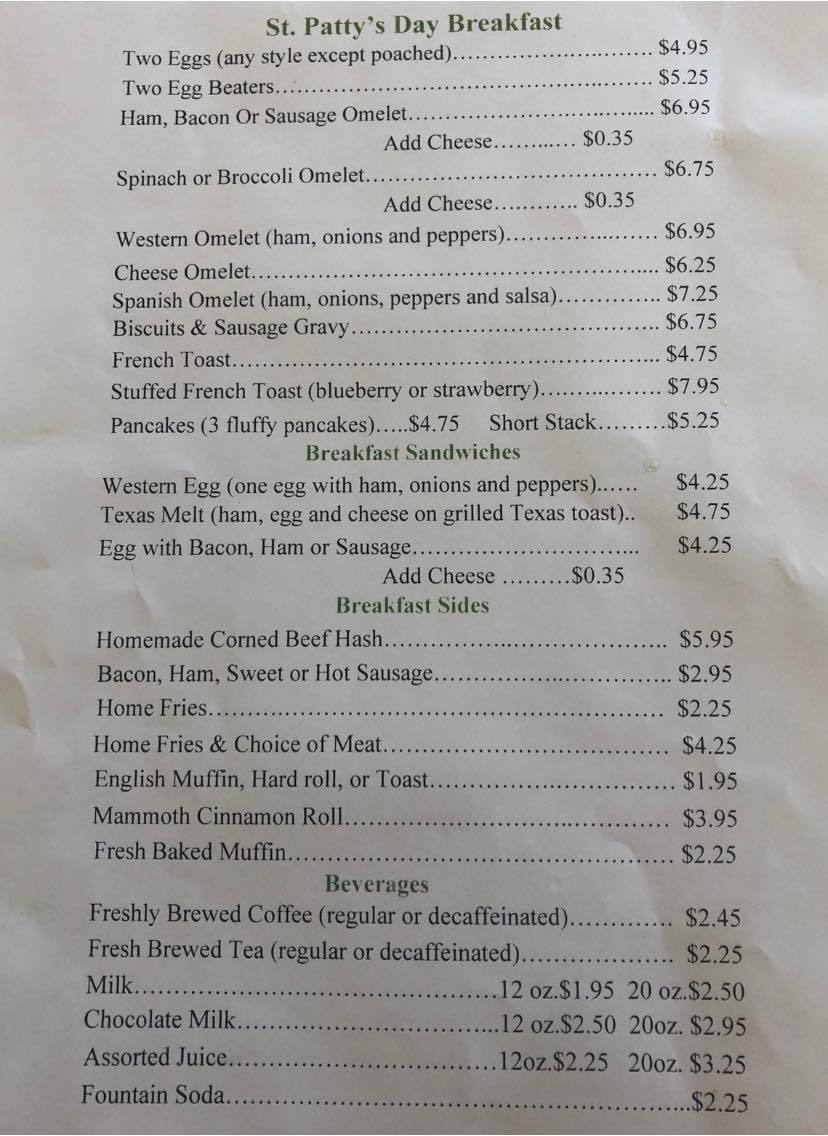 St. Patty's Day Breakfast
Two Eggs (any style except poached)............................. $4.95
Two Egg Beaters....................................................... $5.25
Ham, Bacon Or Sausage Omelet................................... $6.95
Add Cheese............ $0.35
Spinach or Broccoli Omelet......................................... $6.75
Add Cheese............ $0.35
Western Omelet (ham, onions and peppers)...................... $6.95
Cheese Omelet.......................................................... $6.25
Spanish Omelet (ham, onions, peppers and salsa).............. $7.25
Biscuits & Sausage Gravy........................................... $6.75
French Toast............................................................ $4.75
Stuffed French Toast (blueberry or strawberry)................. $7.95
Pancakes (3 fluffy pancakes).....$4.75 Short Stack.........$5.25
Breakfast Sandwiches
Western Egg (one egg with ham, onions and peppers)...... $4.25
Texas Melt (ham, egg and cheese on grilled Texas toast).. $4.75
Egg with Bacon, Ham or Sausage................................ $4.25
Add Cheese .........$0.35
Breakfast Sides
Homemade Corned Beef Hash........................................ $5.95
Bacon, Ham, Sweet or Hot Sausage.................................. $2.95
Home Fries................................................................ $2.25
Home Fries & Choice of Meat........................................ $4.25
English Muffin, Hard roll, or Toast................................... $1.95
Mammoth Cinnamon Roll............................................. $3.95
Fresh Baked Muffin..................................................... $2.25
Beverages
Freshly Brewed Coffee (regular or decaffeinated)............. $2.45
Fresh Brewed Tea (regular or decaffeinated)................... $2.25
Milk..................................................12 oz.$1.95 20 oz.$2.50
Chocolate Milk....................................12 oz.$2.50 20oz. $2.95
Assorted Juice.....................................12oz.$2.25 20oz. $3.25
Fountain Soda................................................................$2.25